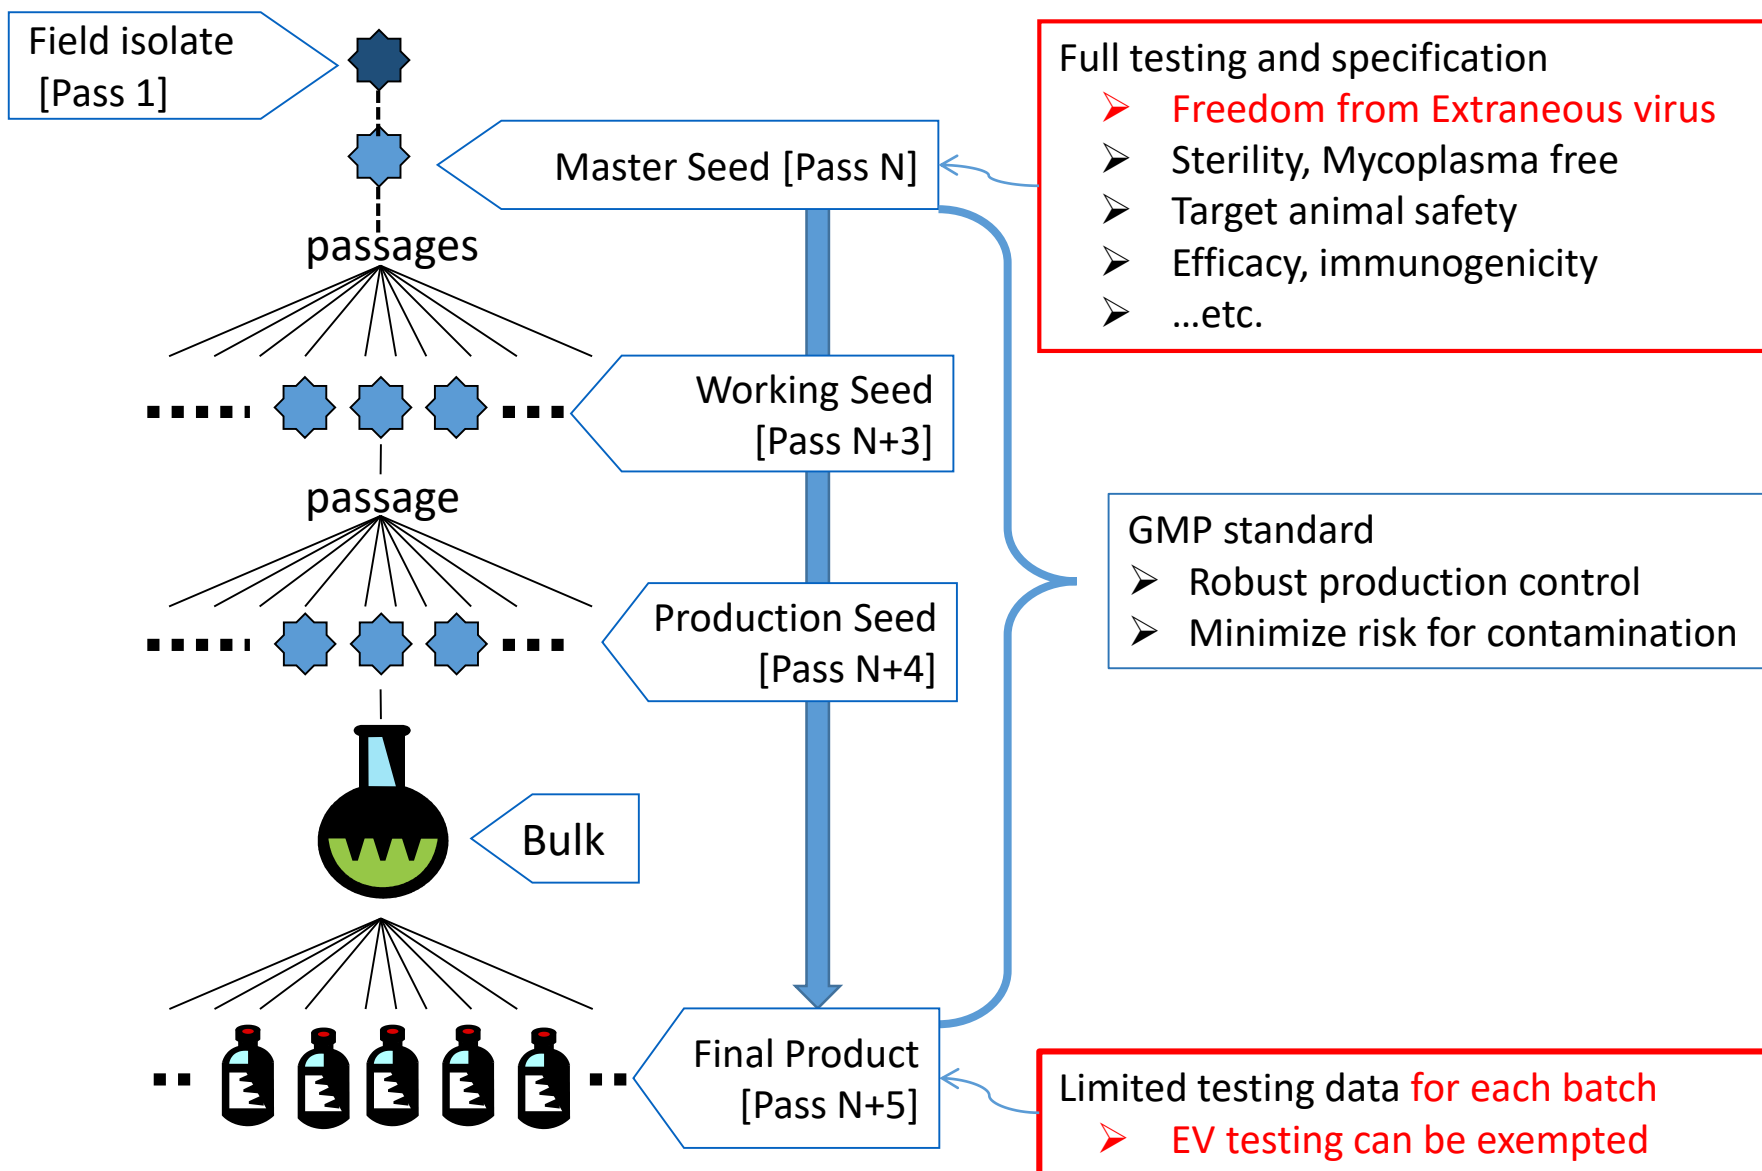 Field isolate
[Pass 1]
Master Seed [Pass N]
passages
Working Seed
[Pass N+3]
passage
Production Seed
[Pass N+4]
Bulk
Final Product
[Pass N+5]
Full testing and specification
➢ Freedom from Extraneous virus
➢ Sterility, Mycoplasma free
➢ Target animal safety
➢ Efficacy, immunogenicity
➢ …etc.
GMP standard
➢ Robust production control
➢ Minimize risk for contamination
Limited testing data for each batch
➢ EV testing can be exempted